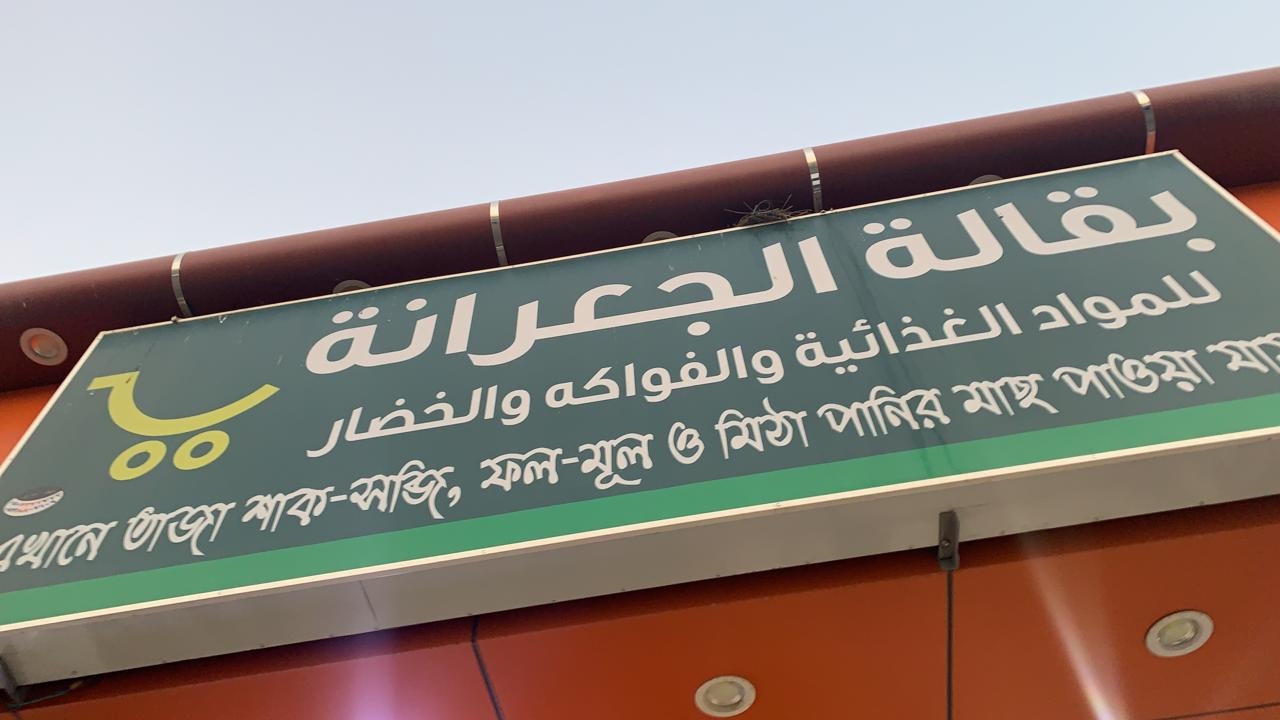 بقالة الجعرانة
للمواد الغذائية والفواكه والخضار
এখানে তাজা শাক-সব্জি, ফল-মূল ও মিঠা পানির মাছ পাওয়া যায়